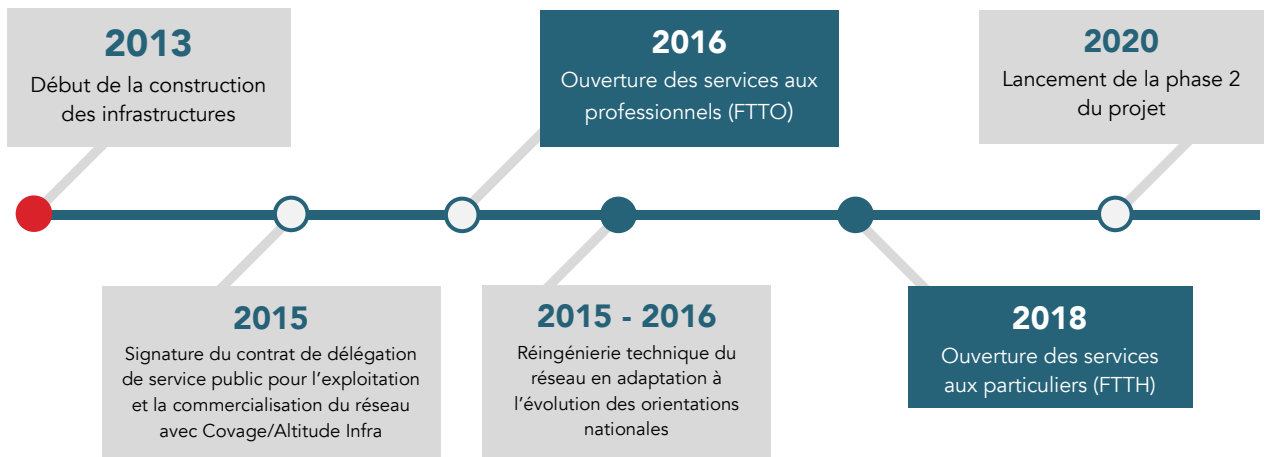 2013
Début de la construction
des infrastructures
2015
Signature du contrat de délégation
de service public pour l'exploitation
et la commercialisation du réseau
avec Covage/Altitude Infra
2016
Ouverture des services aux
professionnels (FTTO)
2015 - 2016
Réingénierie technique du
réseau en adaptation à
l'évolution des orientations
nationales
2018
Ouverture des services
aux particuliers (FTTH)
2020
Lancement de la phase 2
du projet